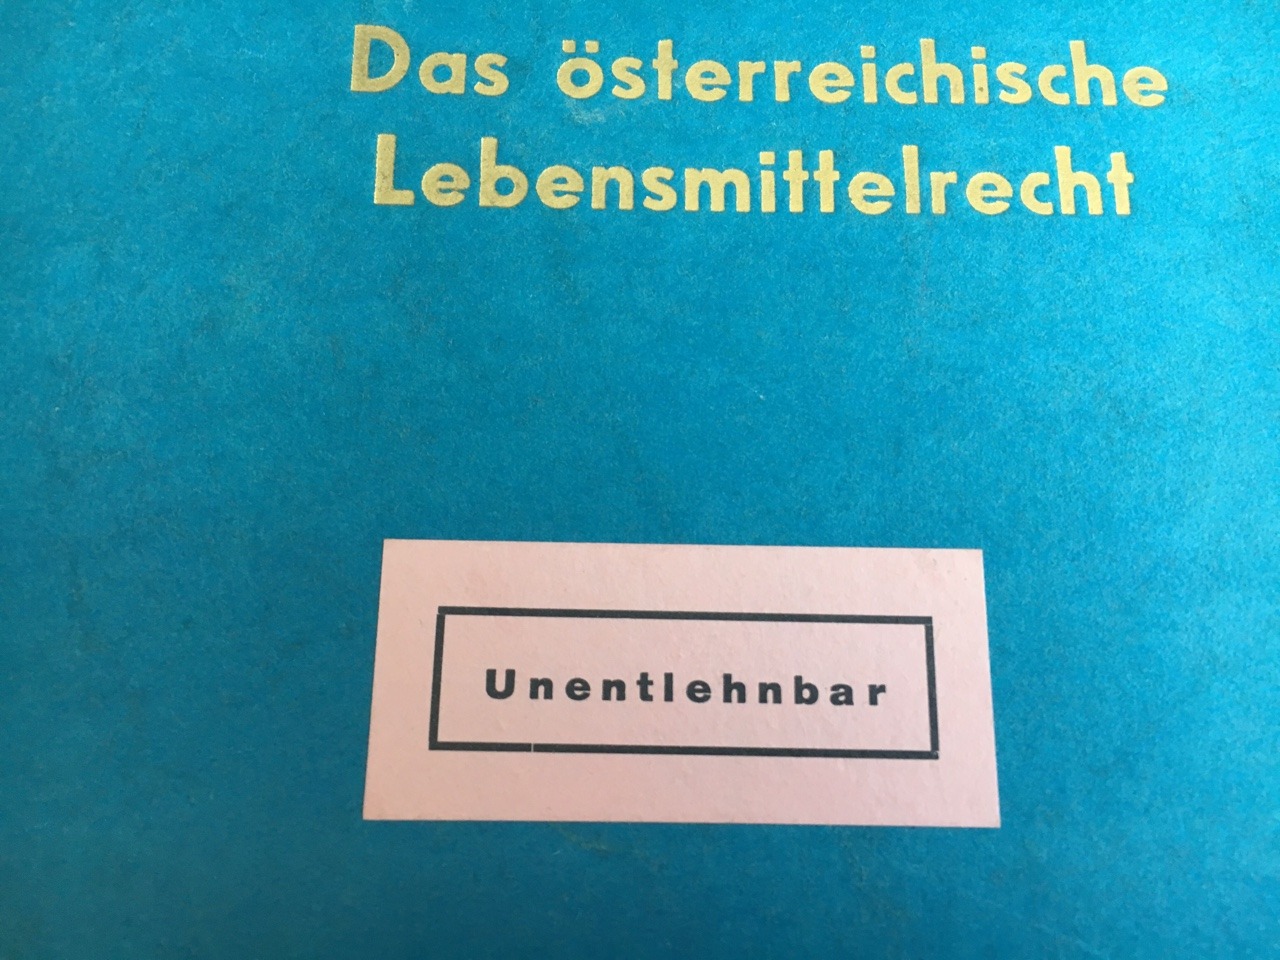 Das österreichische
Lebensmittelrecht
Unentlehnbar